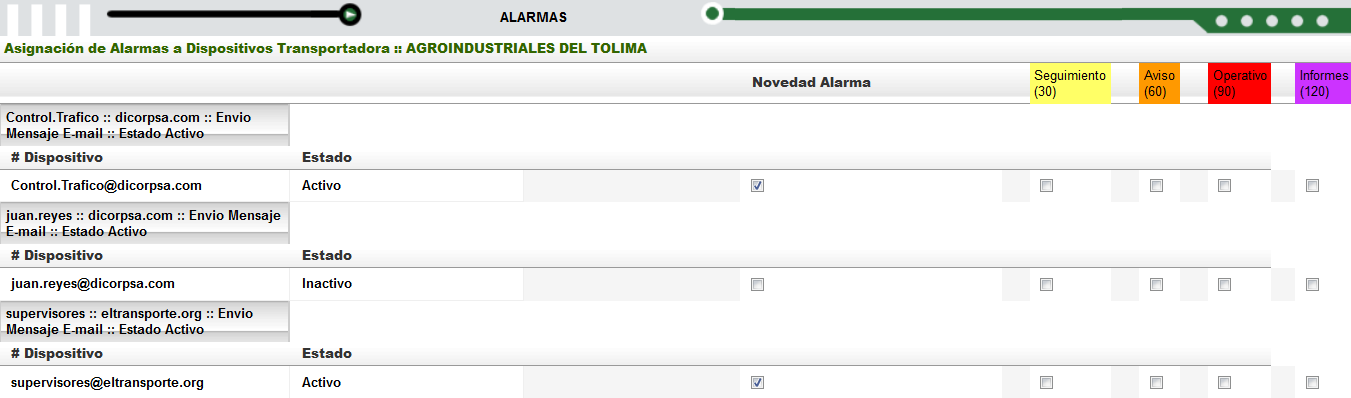 ALARMAS
Asignación de Alarmas a Dispositivos Transportadora :: AGROINDUSTRIALES DEL TOLIMA
Novedad Alarma
Seguimiento
(30)
Aviso
(60)
Operativo
(90)
Informes
(120)
Control.Trafico :: dicorpsa.com :: Envio
Mensaje E-mail :: Estado Activo
# Dispositivo Estado
Control.Trafico@dicorpsa.com Activo
juan.reyes :: dicorpsa.com :: Envio Mensaje
E-mail :: Estado Activo
# Dispositivo Estado
juan.reyes@dicorpsa.com Inactivo
supervisores :: eltransporte.org :: Envio
Mensaje E-mail :: Estado Activo
# Dispositivo Estado
supervisores@eltransporte.org Activo